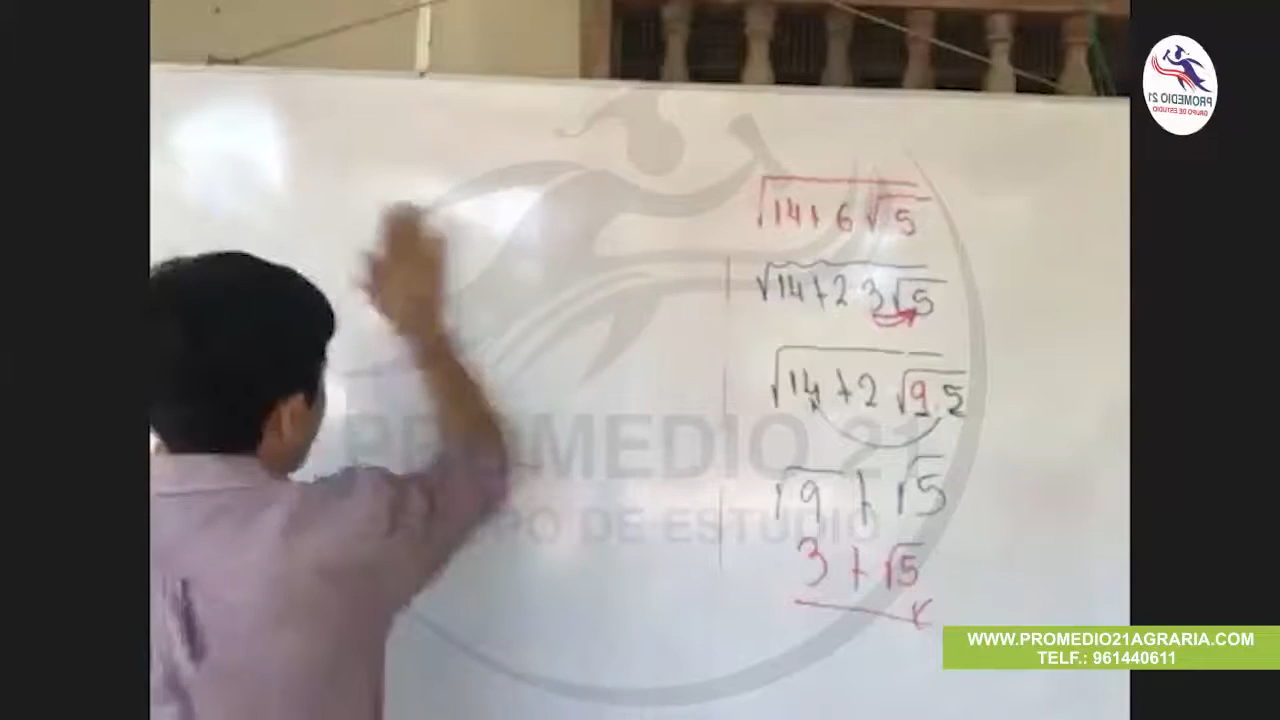 PROMEDIO 21
GRUPO DE ESTUDIO
√14+6√5
√14+2 3√5
√14+2√9.5
√9+√5
3+√5
PROMEDIO 21
GRUPO DE ESTUDIO
WWW.PROMEDIO21AGRARIA.COM
TELF.: 961440611